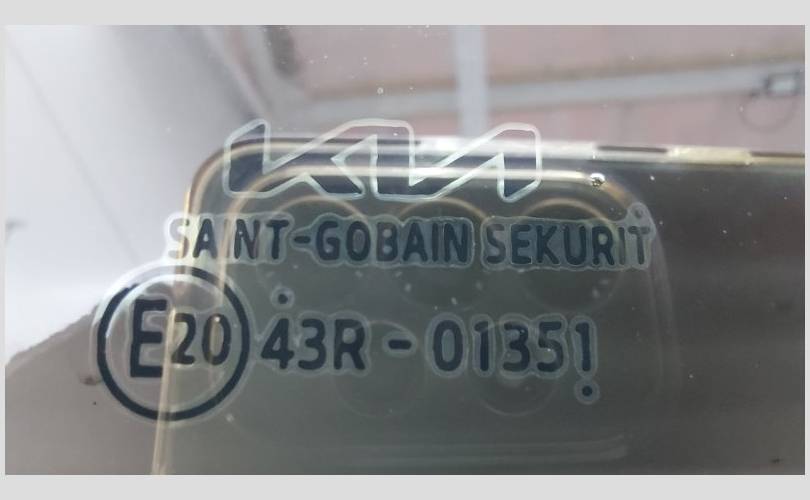 KIA
SAINT-GOBAIN SEKURIT
E20 43R - 01351